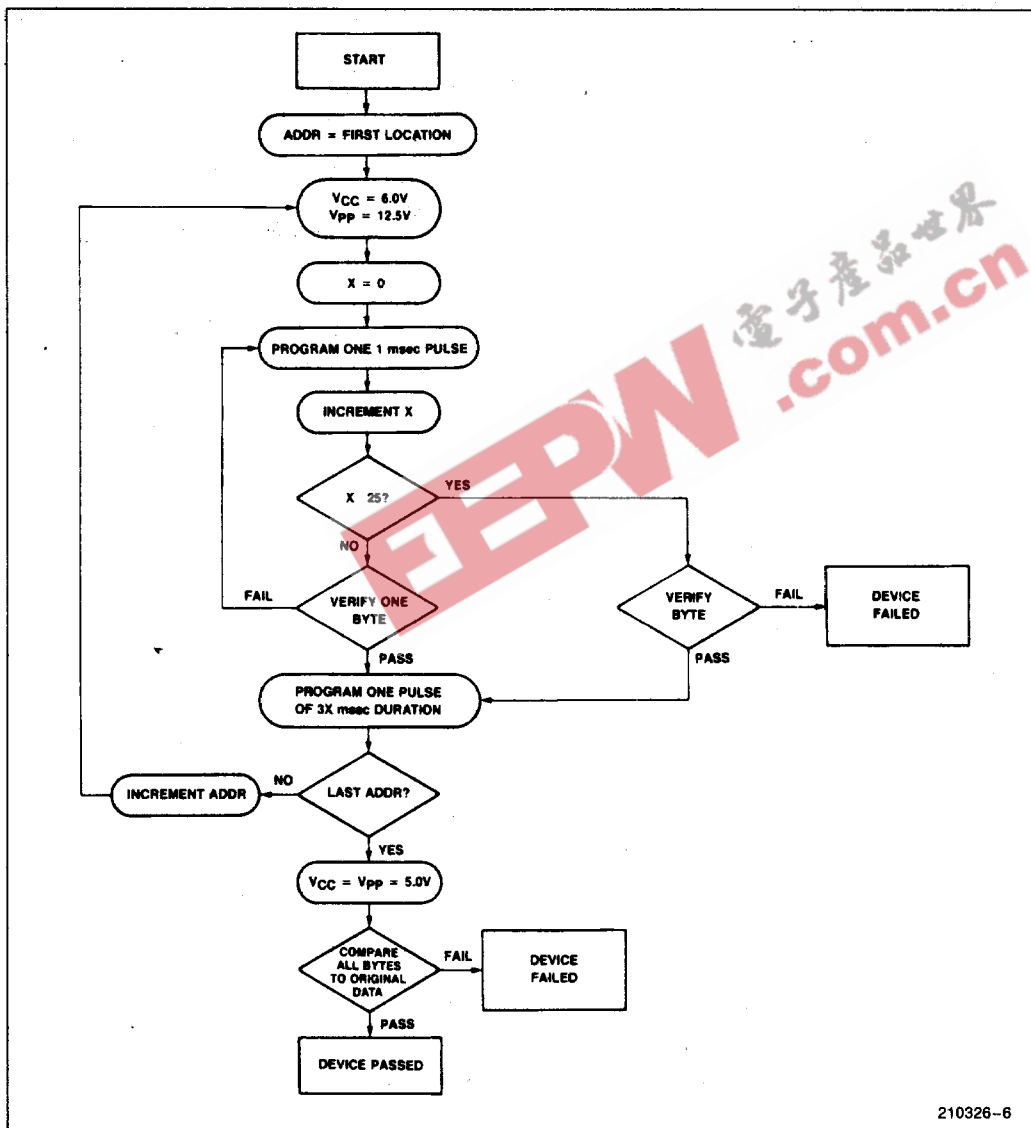 START
ADDR = FIRST LOCATION
VCC = 6.0V
VPP = 12.5V
X = 0
PROGRAM ONE 1 msec PULSE
INCREMENT X
X 25?
YES
NO
FAIL
VERIFY ONE
BYTE
VERIFY
BYTE
FAIL
DEVICE
FAILED
PASS
PASS
PROGRAM ONE PULSE
OF 3X msec DURATION
INCREMENT ADDR
NO
LAST ADDR?
YES
VCC = VPP = 5.0V
COMPARE
ALL BYTES
TO ORIGINAL
DATA
FAIL
DEVICE
FAILED
PASS
DEVICE PASSED
210326-6
電子產品世界
EEPW
.com.cn